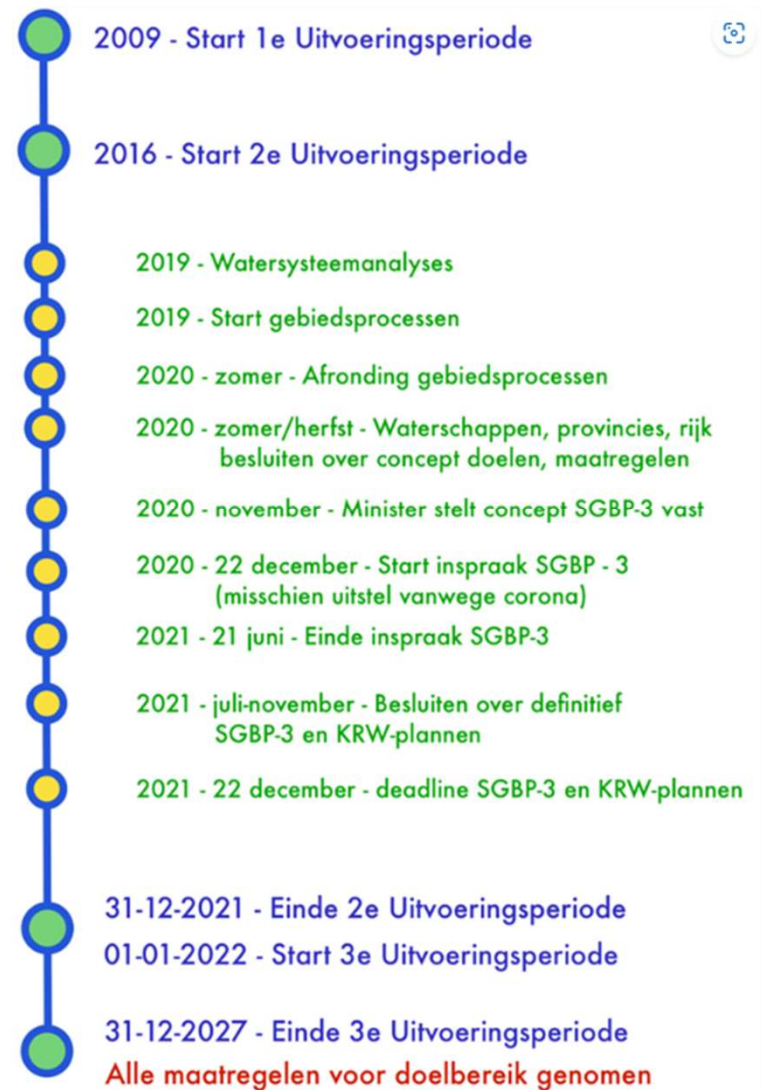 2009 - Start 1e Uitvoeringsperiode
2016 - Start 2e Uitvoeringsperiode
2019 - Watersysteemanalyses
2019 - Start gebiedsprocessen
2020 - zomer - Afronding gebiedsprocessen
2020 - zomer/herfst - Waterschappen, provincies, rijk
besluiten over concept doelen, maatregelen
2020 - november - Minister stelt concept SGBP-3 vast
2020 - 22 december - Start inspraak SGBP - 3
(misschien uitstel vanwege corona)
2021 - 21 juni - Einde inspraak SGBP-3
2021 - juli-november - Besluiten over definitief
SGBP-3 en KRW-plannen
2021 - 22 december - deadline SGBP-3 en KRW-plannen
31-12-2021 - Einde 2e Uitvoeringsperiode
01-01-2022 - Start 3e Uitvoeringsperiode
31-12-2027 - Einde 3e Uitvoeringsperiode
Alle maatregelen voor doelbereik genomen